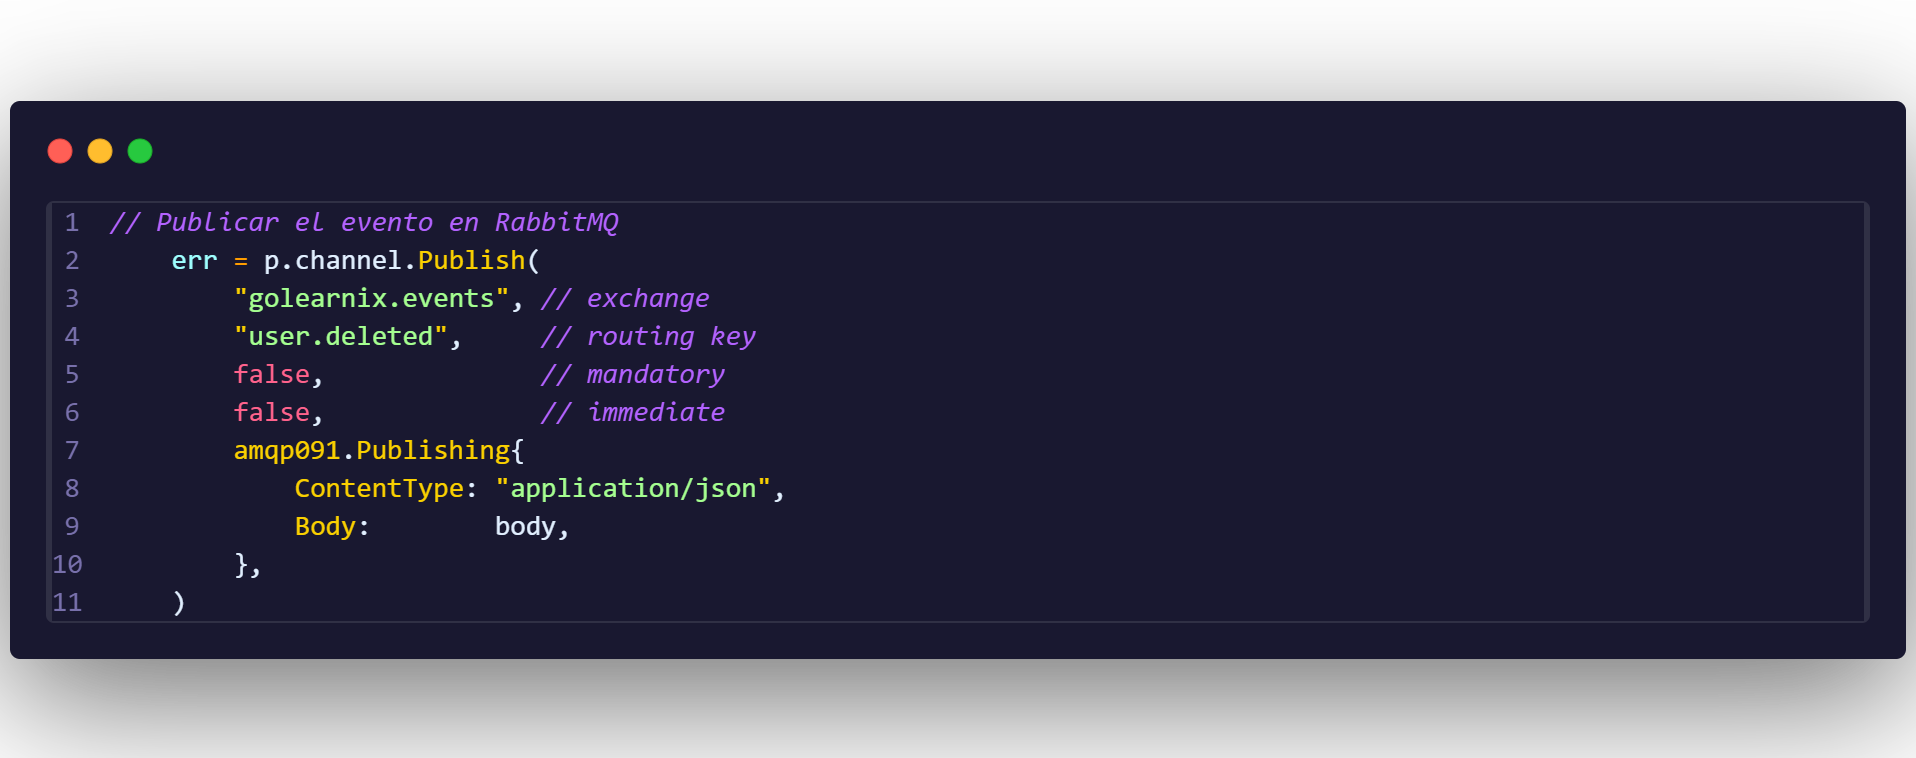 1 // Publicar el evento en RabbitMQ
2     err = p.channel.Publish(
3         "golearnix.events", // exchange
4         "user.deleted",     // routing key
5         false,              // mandatory
6         false,              // immediate
7         amqp091.Publishing{
8             ContentType: "application/json",
9             Body:        body,
10         },
11     )